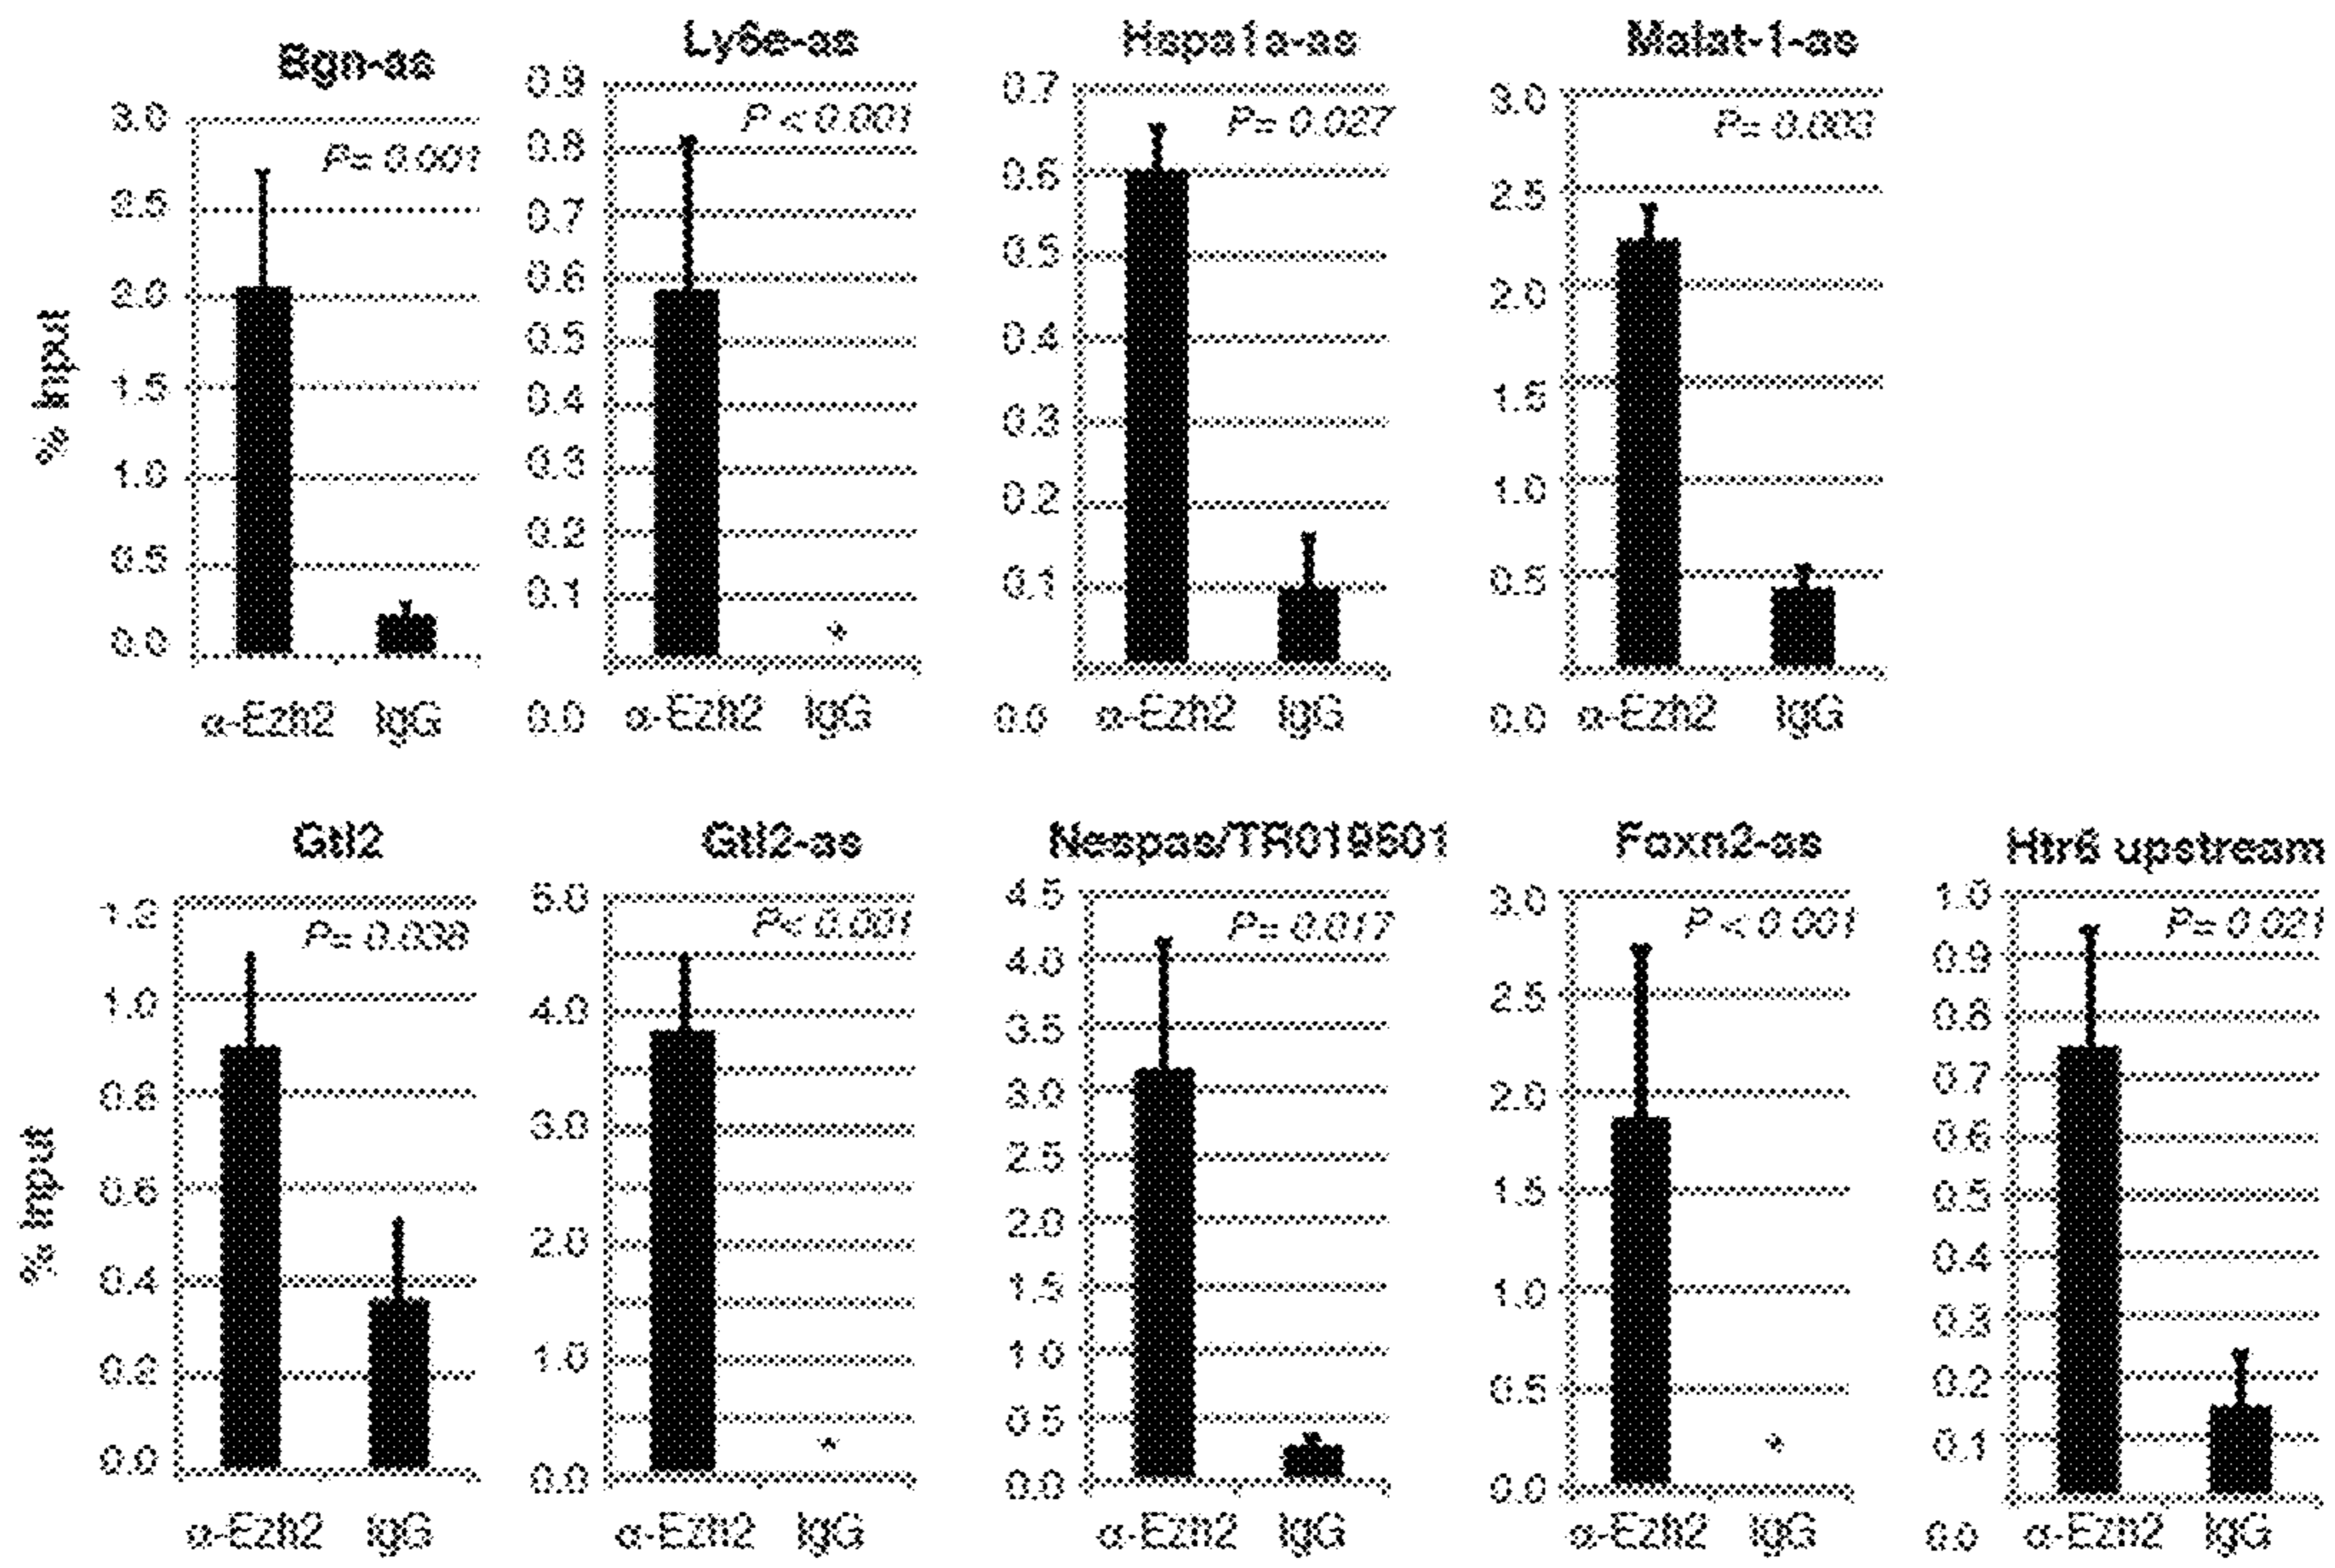 Bgn-as
% Input
3.0
2.5
2.0
1.5
1.0
0.5
0.0
P= 0.001
α-Ezh2 IgG
Ly6e-as
0.9
0.8
0.7
0.6
0.5
0.4
0.3
0.2
0.1
0.0
P < 0.001
*
α-Ezh2 IgG
Hspa1a-as
0.7
0.6
0.5
0.4
0.3
0.2
0.1
0.0
P= 0.027
α-Ezh2 IgG
Malat-1-as
3.0
2.5
2.0
1.5
1.0
0.5
0.0
P= 0.003
α-Ezh2 IgG
Gtl2
% Input
1.2
1.0
0.8
0.6
0.4
0.2
0.0
P= 0.038
α-Ezh2 IgG
Gtl2-as
5.0
4.0
3.0
2.0
1.0
0.0
P< 0.001
*
α-Ezh2 IgG
Nespas/TR019501
4.5
4.0
3.5
3.0
2.5
2.0
1.5
1.0
0.5
0.0
P= 0.017
α-Ezh2 IgG
Foxn2-as
3.0
2.5
2.0
1.5
1.0
0.5
0.0
P < 0.001
*
α-Ezh2 IgG
Htr6 upstream
1.0
0.9
0.8
0.7
0.6
0.5
0.4
0.3
0.2
0.1
0.0
P= 0.021
α-Ezh2 IgG